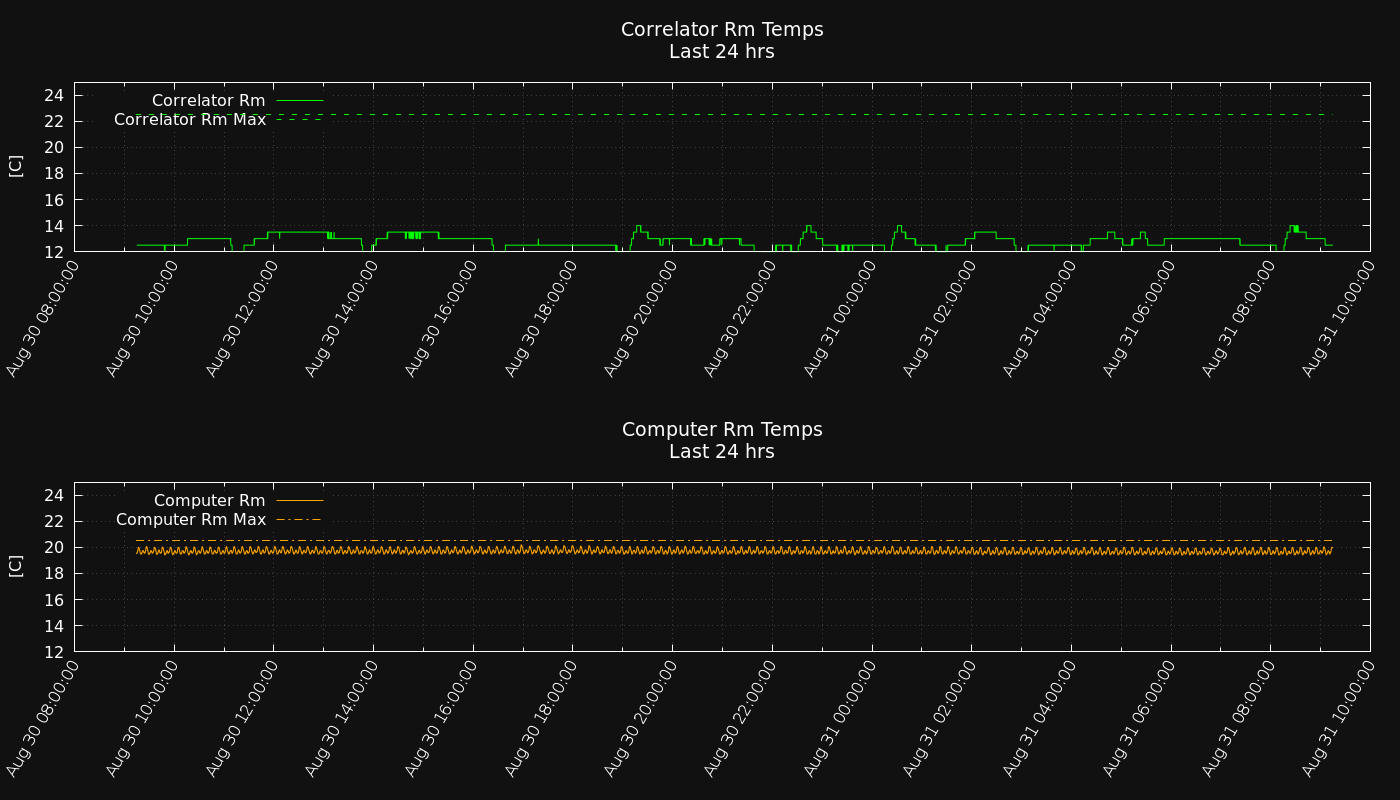 Correlator Rm Temps
Last 24 hrs
Correlator Rm
Correlator Rm Max
[C]
24
22
20
18
16
14
12
Aug 30 08:00:00
Aug 30 10:00:00
Aug 30 12:00:00
Aug 30 14:00:00
Aug 30 16:00:00
Aug 30 18:00:00
Aug 30 20:00:00
Aug 30 22:00:00
Aug 31 00:00:00
Aug 31 02:00:00
Aug 31 04:00:00
Aug 31 06:00:00
Aug 31 08:00:00
Aug 31 10:00:00
Computer Rm Temps
Last 24 hrs
Computer Rm
Computer Rm Max
[C]
24
22
20
18
16
14
12
Aug 30 08:00:00
Aug 30 10:00:00
Aug 30 12:00:00
Aug 30 14:00:00
Aug 30 16:00:00
Aug 30 18:00:00
Aug 30 20:00:00
Aug 30 22:00:00
Aug 31 00:00:00
Aug 31 02:00:00
Aug 31 04:00:00
Aug 31 06:00:00
Aug 31 08:00:00
Aug 31 10:00:00